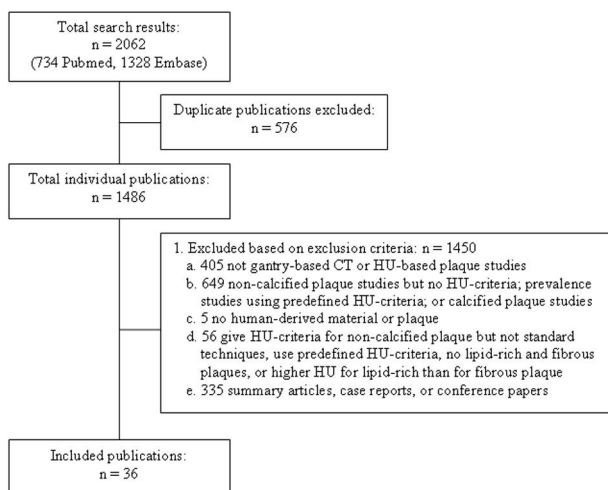 Total search results:
n = 2062
(734 Pubmed, 1328 Embase)
Duplicate publications excluded:
n = 576
Total individual publications:
n = 1486
1. Excluded based on exclusion criteria: n = 1450
a. 405 not gantry-based CT or HU-based plaque studies
b. 649 non-calcified plaque studies but no HU-criteria; prevalence
studies using predefined HU-criteria; or calcified plaque studies
c. 5 no human-derived material or plaque
d. 56 give HU-criteria for non-calcified plaque but not standard
techniques, use predefined HU-criteria, no lipid-rich and fibrous
plaques, or higher HU for lipid-rich than for fibrous plaque
e. 335 summary articles, case reports, or conference papers
Included publications:
n = 36